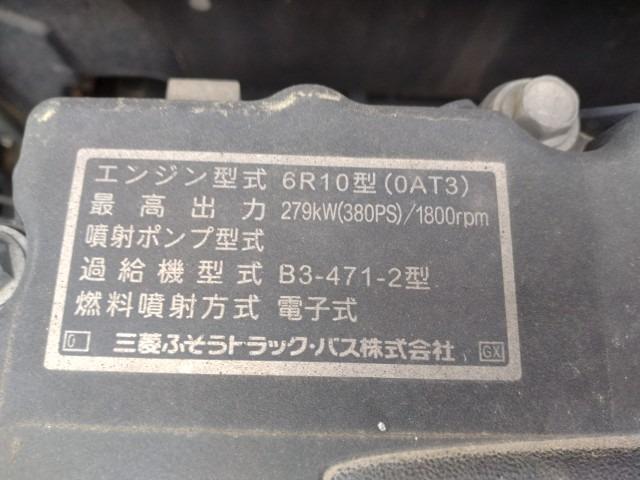 エンジン型式 6R10型(0AT3)
最高出力 279kW(380PS)/1800rpm
噴射ポンプ型式
過給機型式 B3-471-2型
燃料噴射方式 電子式
0 三菱ふそうトラック・バス株式会社 GX